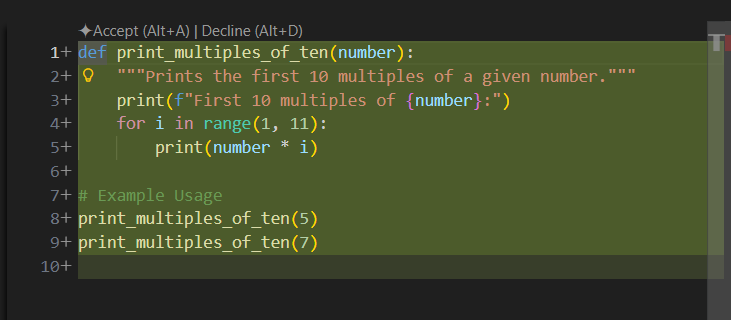 Accept (Alt+A) | Decline (Alt+D)
1+ def print_multiples_of_ten(number):
2+     """Prints the first 10 multiples of a given number."""
3+     print(f"First 10 multiples of {number}:")
4+     for i in range(1, 11):
5+         print(number * i)
6+
7+ # Example Usage
8+ print_multiples_of_ten(5)
9+ print_multiples_of_ten(7)
10+